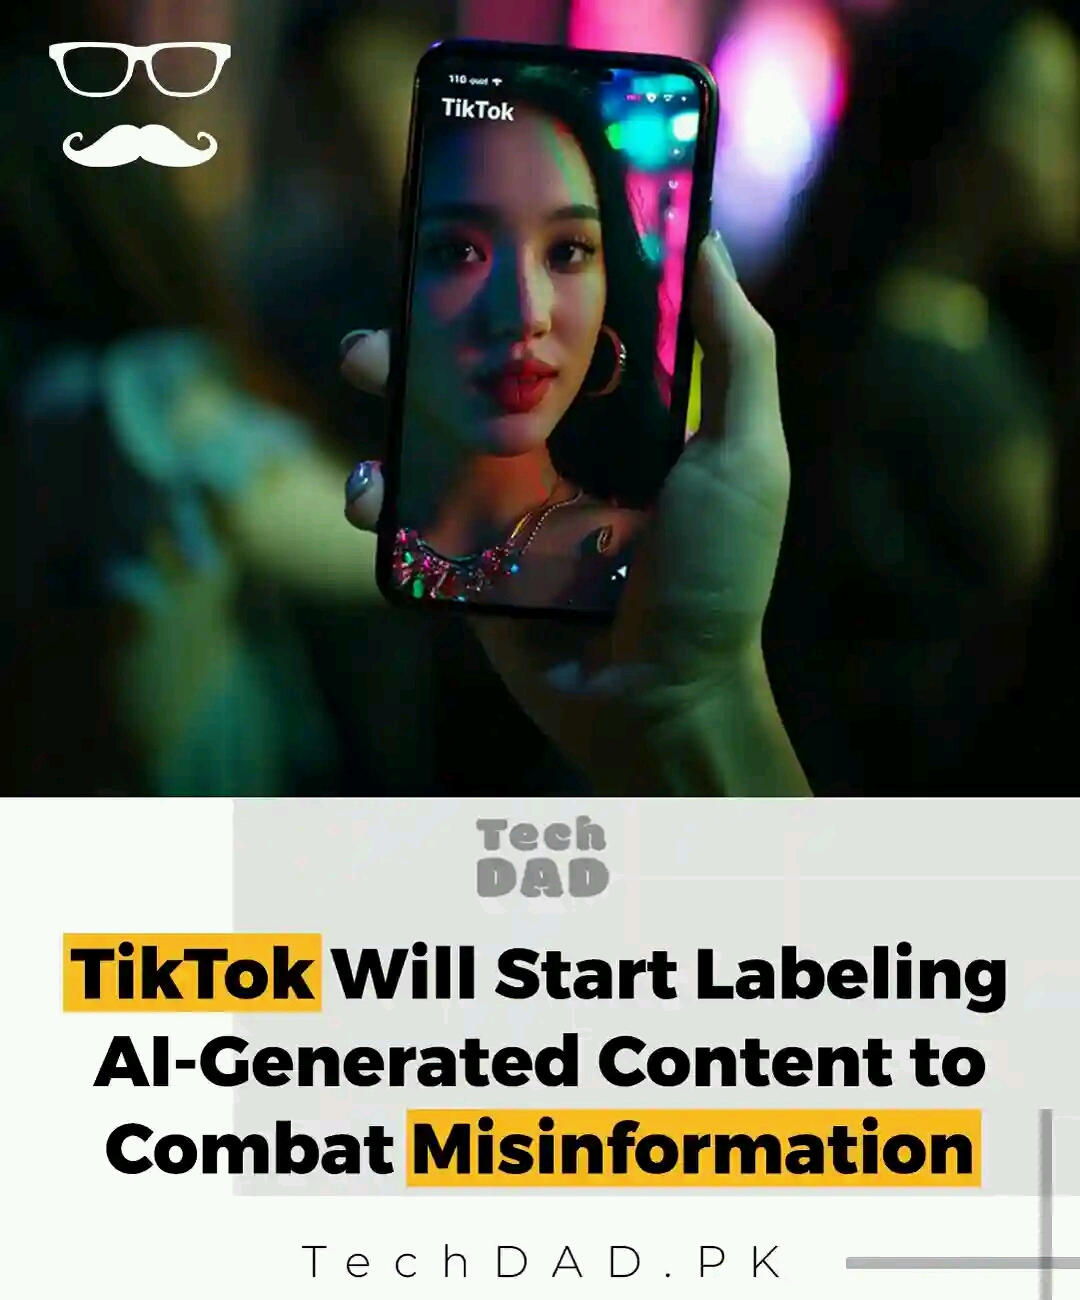 TikTok
Tech
DAD
TikTok Will Start Labeling
AI-Generated Content to
Combat Misinformation
TechDAD.PK